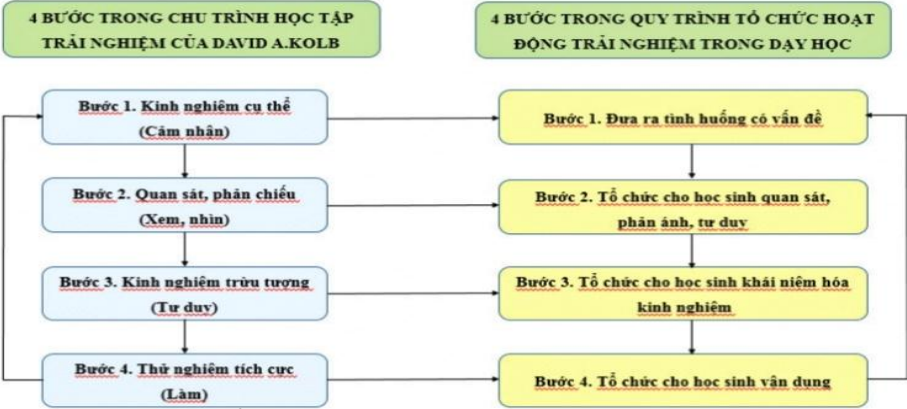 4 BƯỚC TRONG CHU TRÌNH HỌC TẬP
TRẢI NGHIỆM CỦA DAVID A.KOLB
4 BƯỚC TRONG QUY TRÌNH TỔ CHỨC HOẠT
ĐỘNG TRẢI NGHIỆM TRONG DẠY HỌC
Bước 1. Kinh nghiệm cụ thể
(Cảm nhận)
Bước 1. Đưa ra tình huống có vấn đề
Bước 2. Quan sát, phản chiếu
(Xem, nhìn)
Bước 2. Tổ chức cho học sinh quan sát,
phản ánh, tư duy
Bước 3. Kinh nghiệm trừu tượng
(Tư duy)
Bước 3. Tổ chức cho học sinh khái niệm hóa
kinh nghiệm
Bước 4. Thử nghiệm tích cực
(Làm)
Bước 4. Tổ chức cho học sinh vận dụng